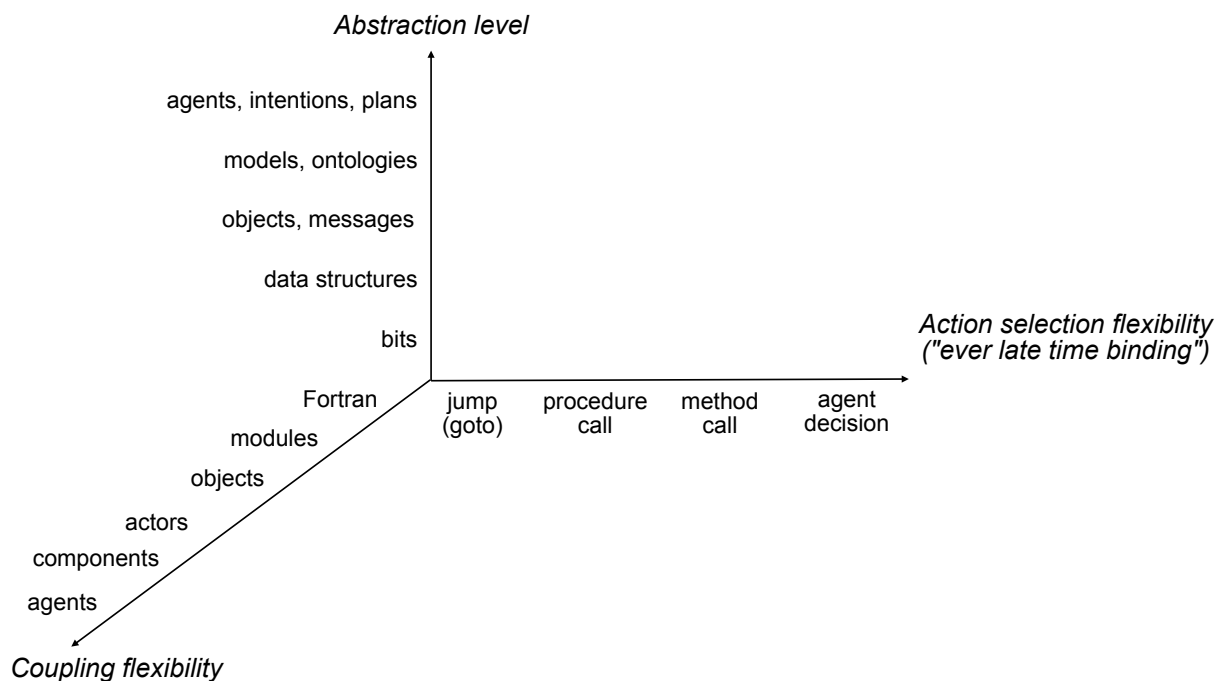 Abstraction level
agents, intentions, plans
models, ontologies
objects, messages
data structures
bits
Action selection flexibility
("ever late time binding")
jump
(goto)
procedure
call
method
call
agent
decision
Fortran
modules
objects
actors
components
agents
Coupling flexibility